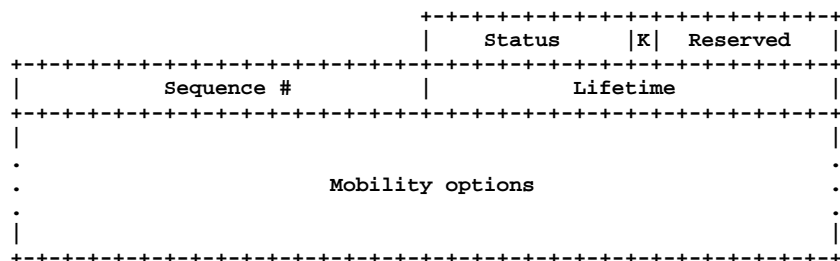 +-+-+-+-+-+-+-+-+-+-+-+-+-+-+-+-+
                                |    Status     |K|  Reserved   |
+-+-+-+-+-+-+-+-+-+-+-+-+-+-+-+-+-+-+-+-+-+-+-+-+-+-+-+-+-+-+-+-+
|           Sequence #          |           Lifetime            |
+-+-+-+-+-+-+-+-+-+-+-+-+-+-+-+-+-+-+-+-+-+-+-+-+-+-+-+-+-+-+-+-+
|                                                               |
.                                                               .
.                        Mobility options                       .
.                                                               .
|                                                               |
+-+-+-+-+-+-+-+-+-+-+-+-+-+-+-+-+-+-+-+-+-+-+-+-+-+-+-+-+-+-+-+-+